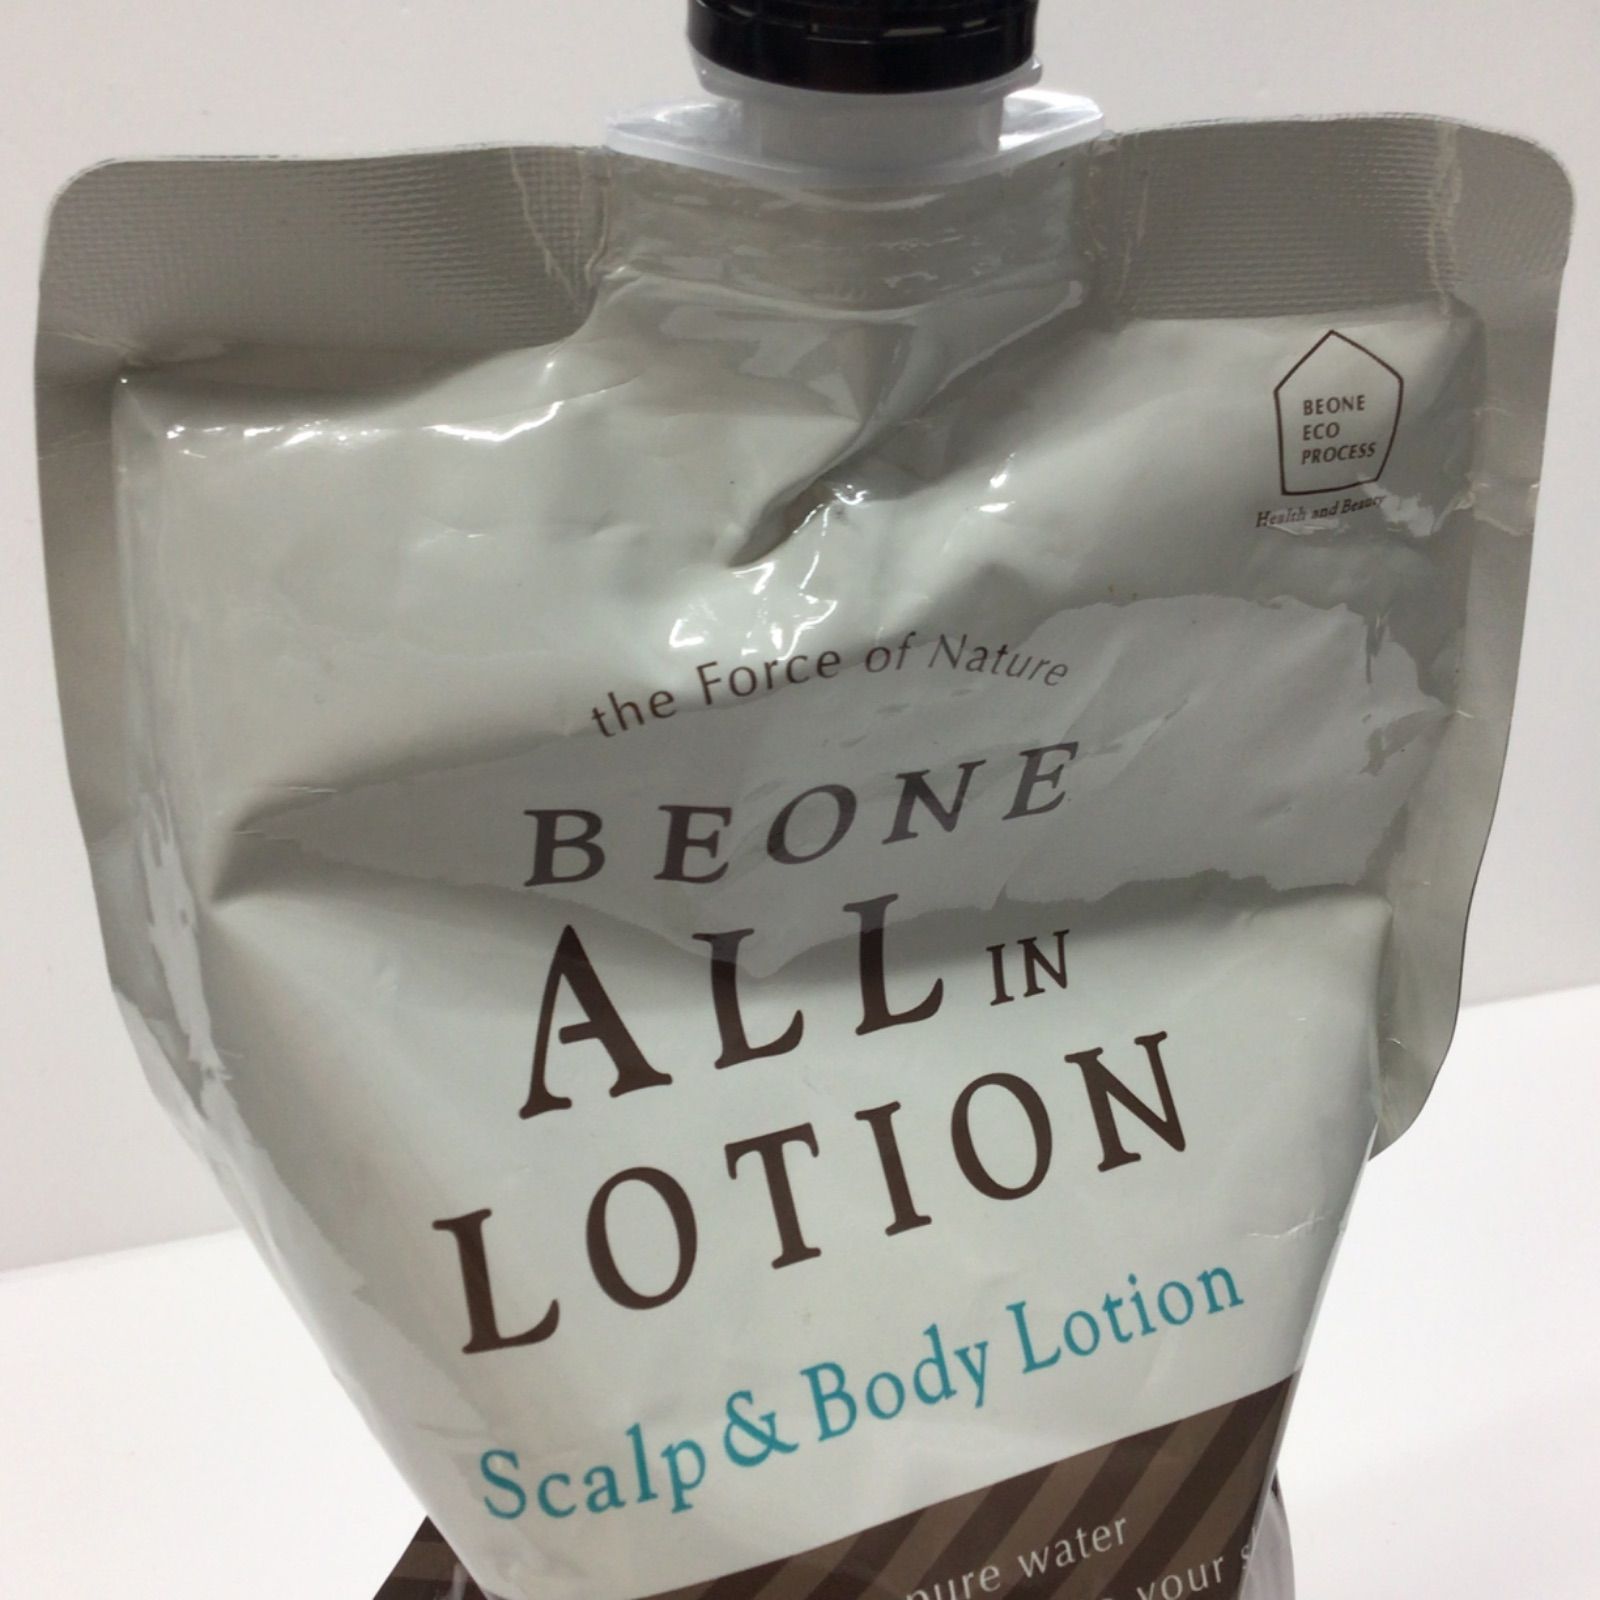 BEONE
ECO
PROCESS
Health and Beauty
the Force of Nature
BEONE
ALL IN
LOTION
Scalp & Body Lotion
pure water
your